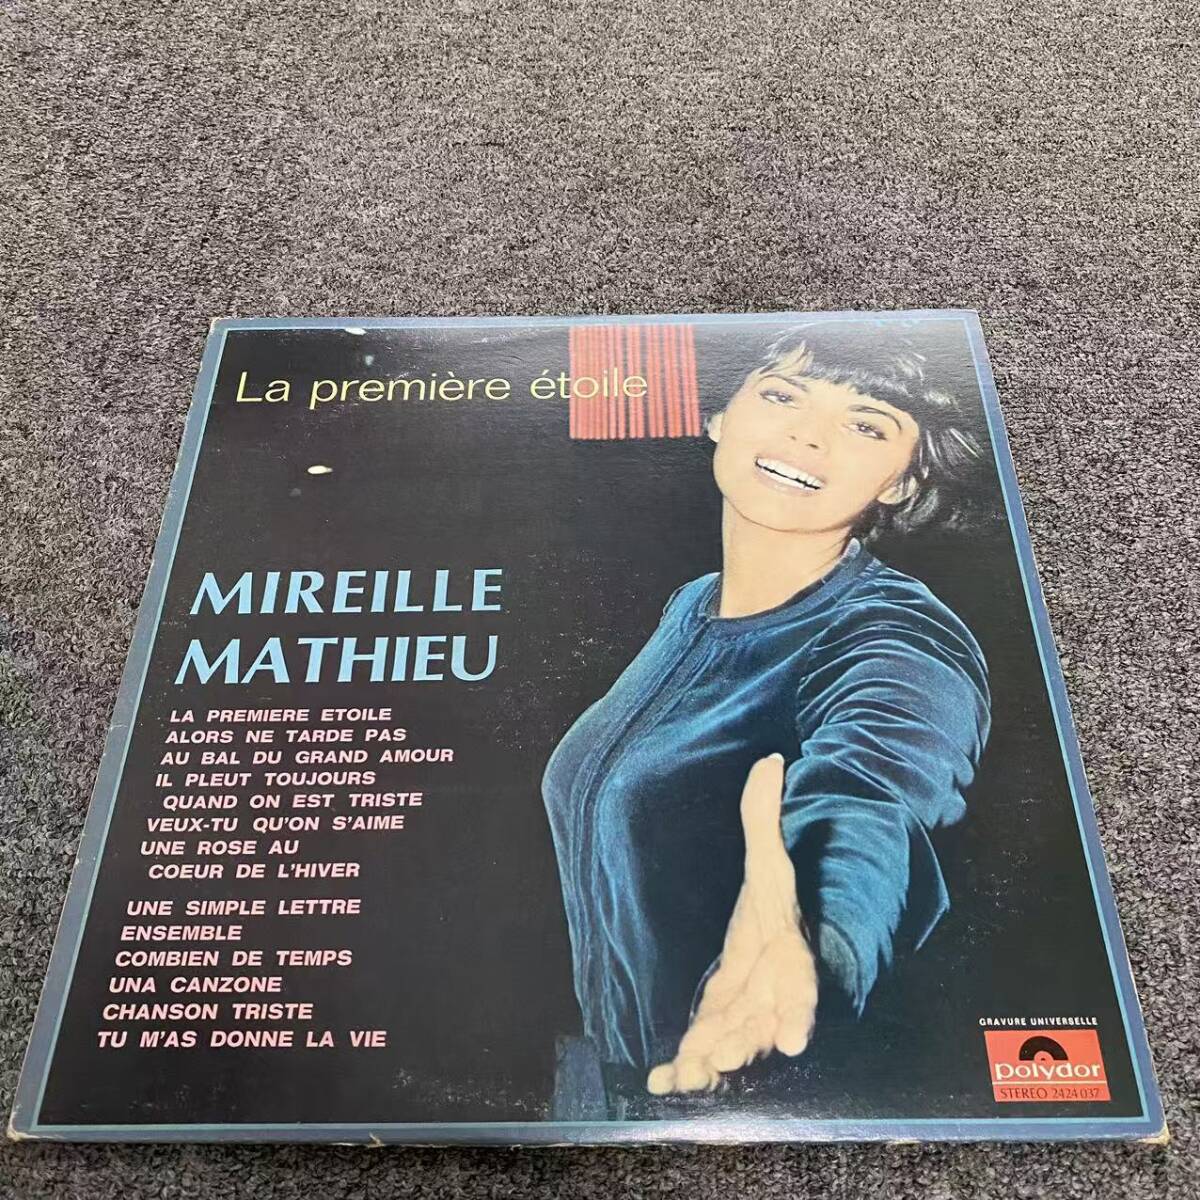 La première étoile
MIREILLE
MATHIEU
LA PREMIERE ETOILE
ALORS NE TARDE PAS
AU BAL DU GRAND AMOUR
IL PLEUT TOUJOURS
QUAND ON EST TRISTE
VEUX-TU QU'ON S'AIME
UNE ROSE AU
COEUR DE L'HIVER
UNE SIMPLE LETTRE
ENSEMBLE
COMBIEN DE TEMPS
UNA CANZONE
CHANSON TRISTE
TU M'AS DONNE LA VIE
GRAVURE UNIVERSELLE
polydor
STEREO 2424 037